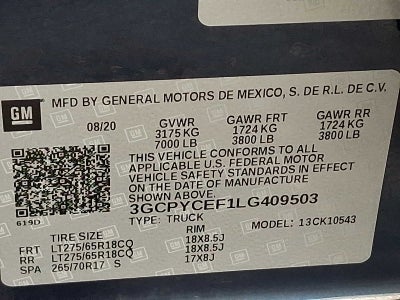 GM MFD BY GENERAL MOTORS DE MEXICO, S. DE R.L. DE C.V.
08/20 GVWR GAWR FRT GAWR RR
3175 KG 1724 KG 1724 KG
7000 LB 3800 LB 3800 LB
THIS VEHICLE CONFORMS TO ALL
APPLICABLE U.S. FEDERAL MOTOR
VEHICLE SAFETY STANDARDS IN EFFECT
ON THE DATE OF MANUFACTURE
SHOWN ABOVE.
3GCPYCEF1LG409503
619D TYPE: TRUCK MODEL: 13CK10543
TIRE SIZE RIM
FRT LT275/65R18CQ 18X8.5J
RR LT275/65R18CQ 18X8.5J
SPA 265/70R17 S 17X8J